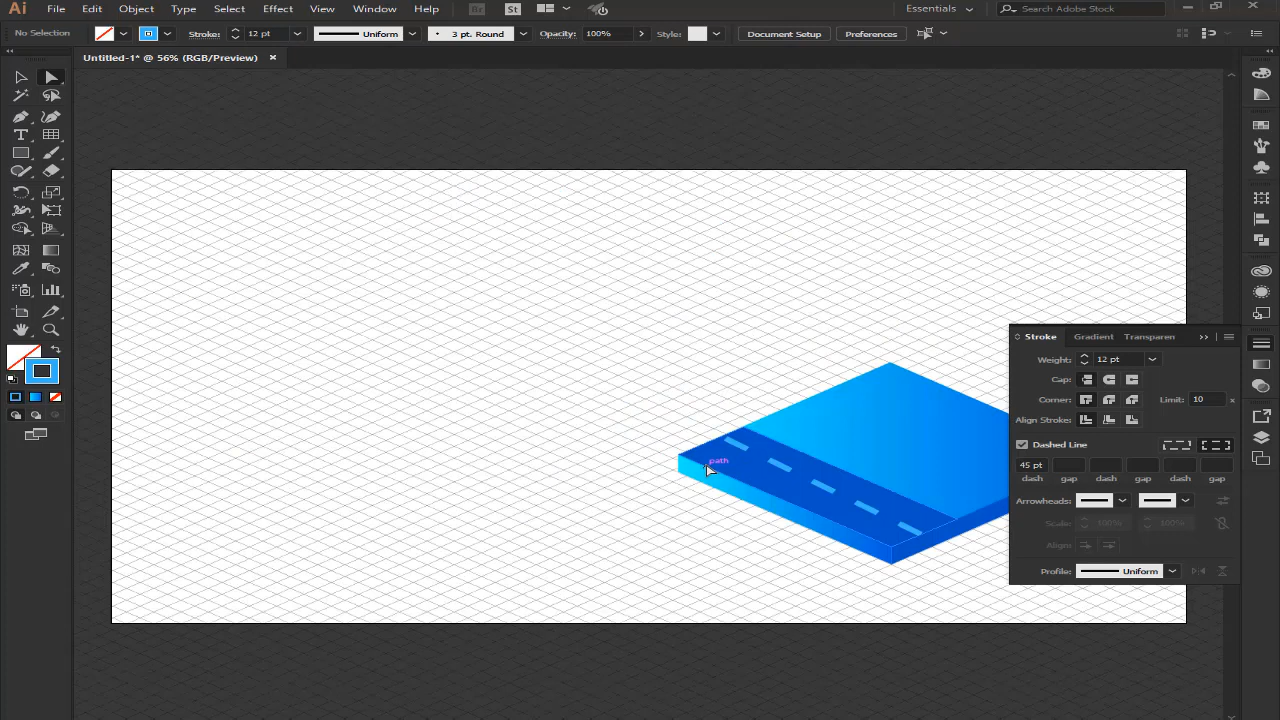 Ai File Edit Object Type Select Effect View Window Help Br St Essentials Search Adobe Stock
No Selection Stroke: 12 pt Uniform 3 pt. Round Opacity: 100% Style: Document Setup Preferences
Untitled-1* @ 56% (RGB/Preview)
Stroke Gradient Transparen
Weight: 12 pt
Cap:
Corner: Limit: 10 x
Align Stroke:
Dashed Line
path
45 pt
dash gap dash gap dash gap
Arrowheads:
Scale: 100% 100%
Align:
Profile: Uniform